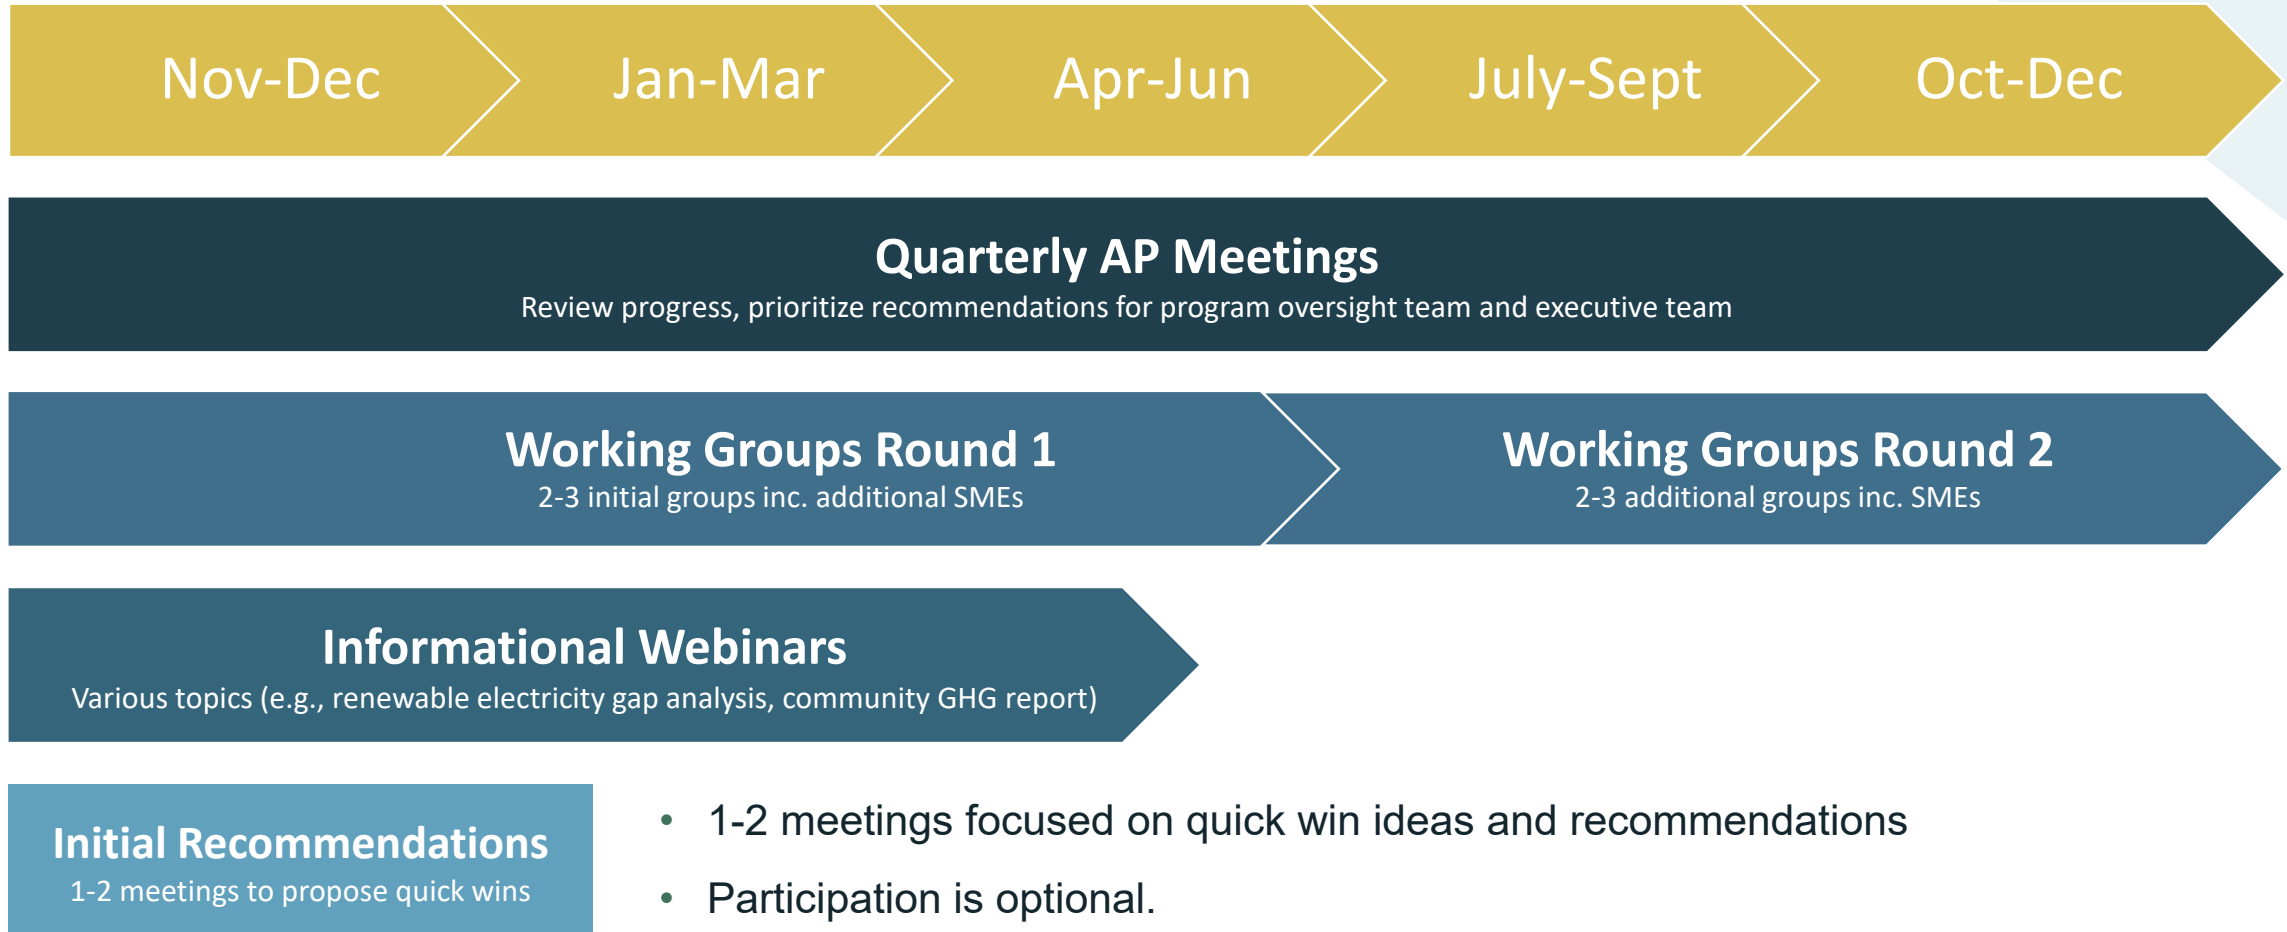 Nov-Dec
Jan-Mar
Apr-Jun
July-Sept
Oct-Dec
Quarterly AP Meetings
Review progress, prioritize recommendations for program oversight team and executive team
Working Groups Round 1
2-3 initial groups inc. additional SMEs
Working Groups Round 2
2-3 additional groups inc. SMEs
Informational Webinars
Various topics (e.g., renewable electricity gap analysis, community GHG report)
Initial Recommendations
1-2 meetings to propose quick wins
• 1-2 meetings focused on quick win ideas and recommendations
• Participation is optional.